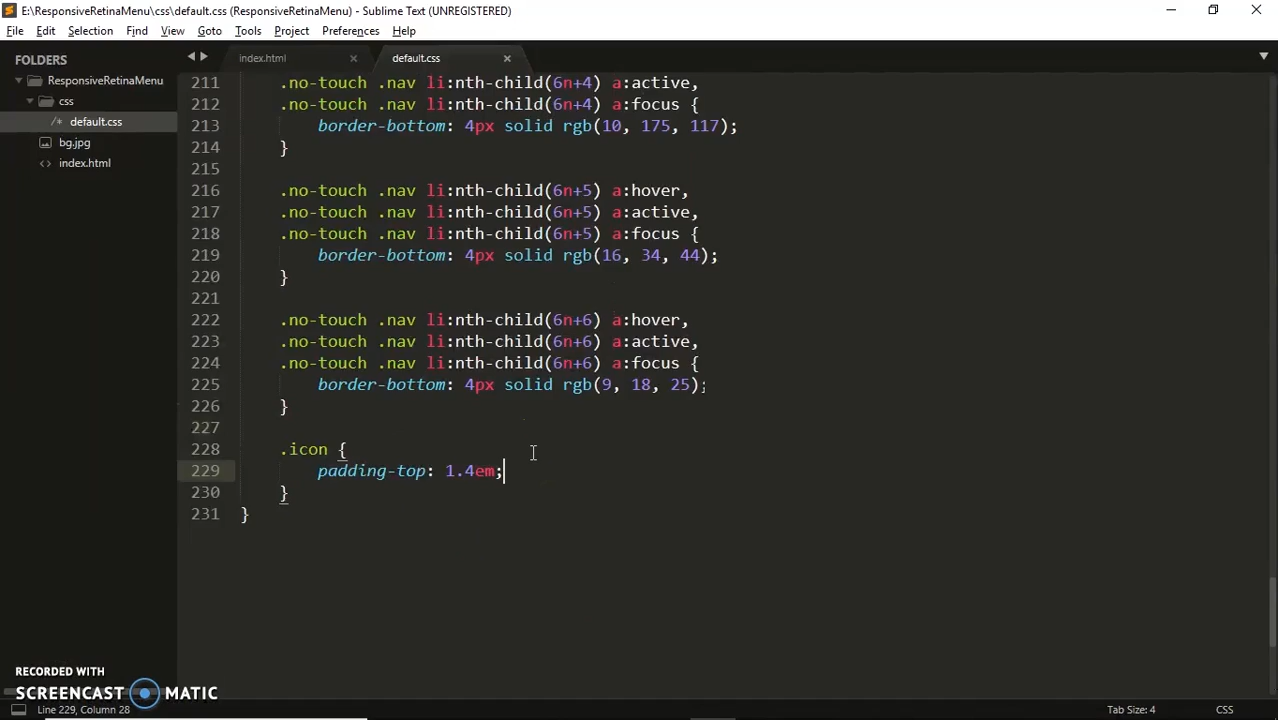 E:\ResponsiveRetinaMenu\css\default.css (ResponsiveRetinaMenu) - Sublime Text (UNREGISTERED)
File Edit Selection Find View Goto Tools Project Preferences Help
FOLDERS
ResponsiveRetinaMenu
css
/* default.css
bg.jpg
<> index.html
index.html × default.css ×
211 .no-touch .nav li:nth-child(6n+4) a:active,
212 .no-touch .nav li:nth-child(6n+4) a:focus {
213 border-bottom: 4px solid rgb(10, 175, 117);
214 }
215
216 .no-touch .nav li:nth-child(6n+5) a:hover,
217 .no-touch .nav li:nth-child(6n+5) a:active,
218 .no-touch .nav li:nth-child(6n+5) a:focus {
219 border-bottom: 4px solid rgb(16, 34, 44);
220 }
221
222 .no-touch .nav li:nth-child(6n+6) a:hover,
223 .no-touch .nav li:nth-child(6n+6) a:active,
224 .no-touch .nav li:nth-child(6n+6) a:focus {
225 border-bottom: 4px solid rgb(9, 18, 25);
226 }
227
228 .icon {
229 padding-top: 1.4em;
230 }
231 }
RECORDED WITH
SCREENCAST MATIC
Line 229, Column 28 Tab Size: 4 CSS